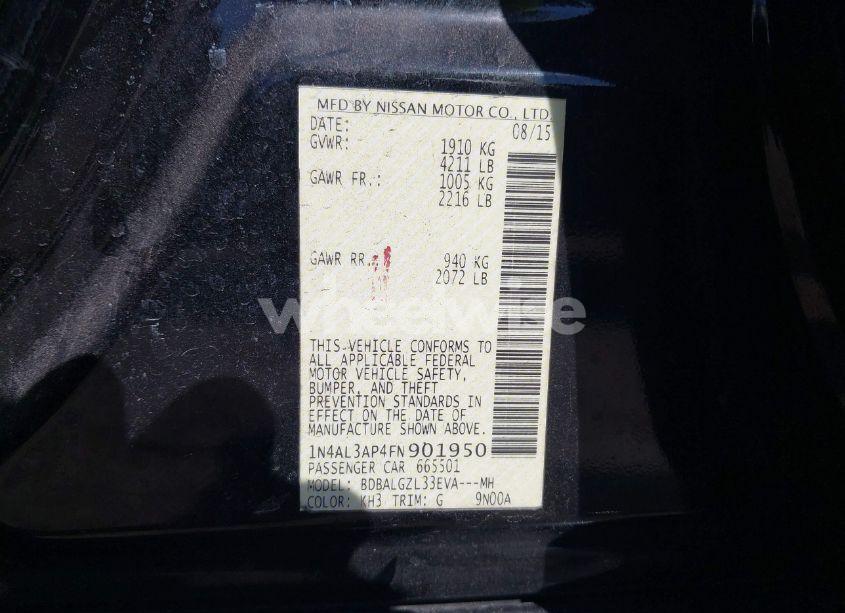 MFD BY NISSAN MOTOR CO., LTD.
DATE: 08/15
GVWR: 1910 KG
4211 LB
GAWR FR.: 1005 KG
2216 LB
GAWR RR.: 940 KG
2072 LB
wheelwise
THIS VEHICLE CONFORMS TO
ALL APPLICABLE FEDERAL
MOTOR VEHICLE SAFETY,
BUMPER, AND THEFT
PREVENTION STANDARDS IN
EFFECT ON THE DATE OF
MANUFACTURE SHOWN ABOVE.
1N4AL3AP4FN901950
PASSENGER CAR 665501
MODEL: BDBALGZL33EVA---MH
COLOR: KH3 TRIM: G 9N00A